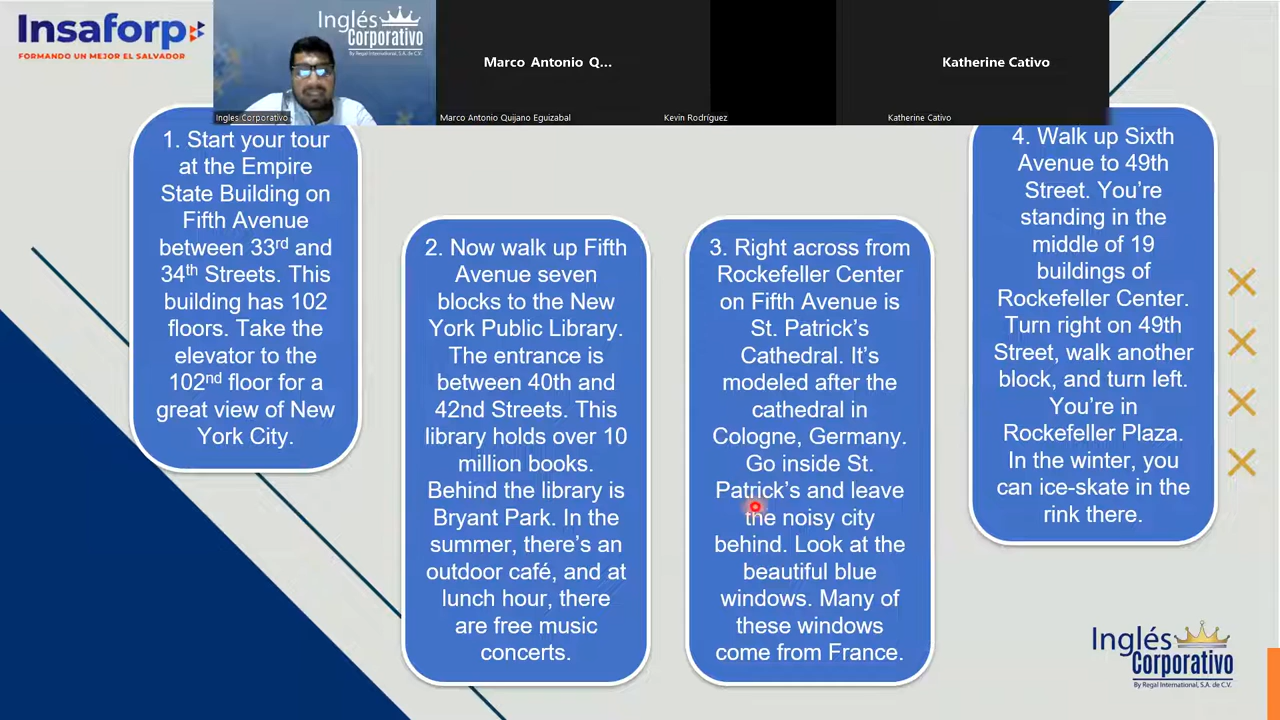 Insaforp
FORMANDO UN MEJOR EL SALVADOR
Inglés
Corporativo
By Regal International, S.A. de C.V.
Ingles Corporativo
Marco Antonio Q...
Marco Antonio Quijano Eguizabal
Kevin Rodríguez
Katherine Cativo
Katherine Cativo
1. Start your tour
at the Empire
State Building on
Fifth Avenue
between 33rd and
34th Streets. This
building has 102
floors. Take the
elevator to the
102nd floor for a
great view of New
York City.
2. Now walk up Fifth
Avenue seven
blocks to the New
York Public Library.
The entrance is
between 40th and
42nd Streets. This
library holds over 10
million books.
Behind the library is
Bryant Park. In the
summer, there's an
outdoor café, and at
lunch hour, there
are free music
concerts.
3. Right across from
Rockefeller Center
on Fifth Avenue is
St. Patrick's
Cathedral. It's
modeled after the
cathedral in
Cologne, Germany.
Go inside St.
Patrick's and leave
the noisy city
behind. Look at the
beautiful blue
windows. Many of
these windows
come from France.
4. Walk up Sixth
Avenue to 49th
Street. You're
standing in the
middle of 19
buildings of
Rockefeller Center.
Turn right on 49th
Street, walk another
block, and turn left.
You're in
Rockefeller Plaza.
In the winter, you
can ice-skate in the
rink there.
Inglés
Corporativo
By Regal International, S.A. de C.V.